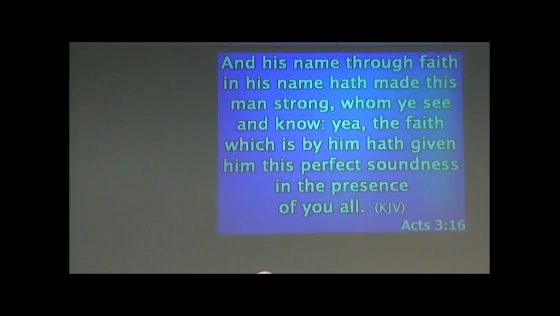 And his name through faith
in his name hath made this
man strong, whom ye see
and know: yea, the faith
which is by him hath given
him this perfect soundness
in the presence
of you all. (KJV)
Acts 3:16